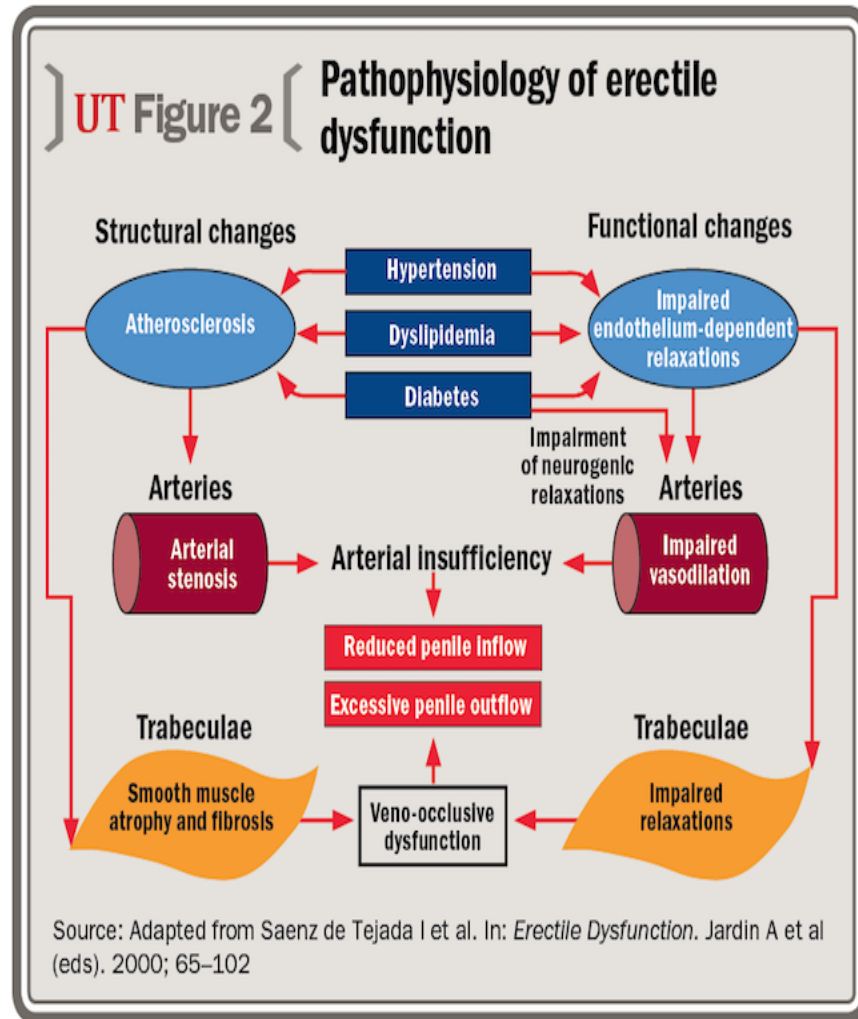 UT Figure 2
Pathophysiology of erectile
dysfunction
Structural changes
Functional changes
Hypertension
Atherosclerosis
Dyslipidemia
Impaired
endothelium-dependent
relaxations
Diabetes
Impairment
of neurogenic
relaxations
Arteries
Arteries
Arterial
stenosis
Arterial insufficiency
Impaired
vasodilation
Reduced penile inflow
Excessive penile outflow
Trabeculae
Trabeculae
Smooth muscle
atrophy and fibrosis
Veno-occlusive
dysfunction
Impaired
relaxations
Source: Adapted from Saenz de Tejada I et al. In: Erectile Dysfunction. Jardin A et al
(eds). 2000; 65–102